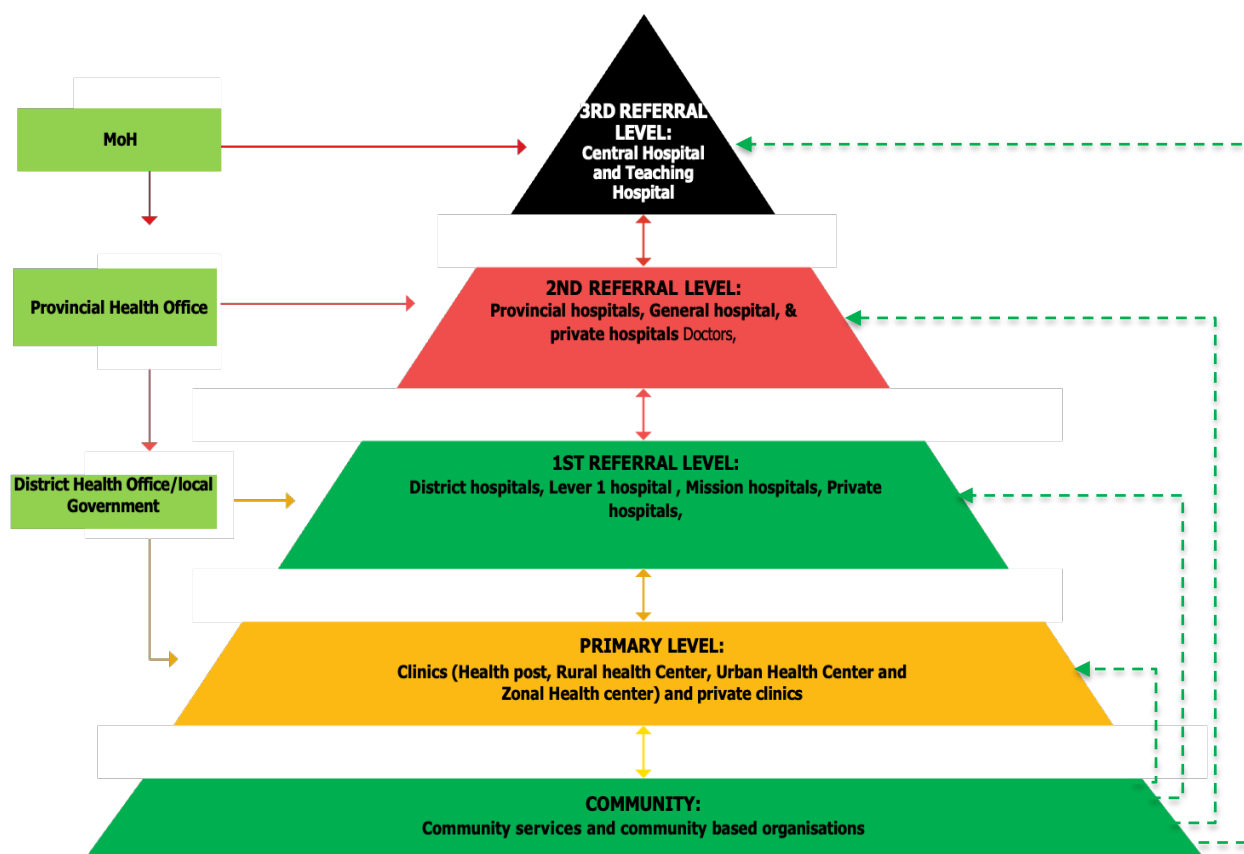 3RD REFERRAL
LEVEL:
Central Hospital
and Teaching
Hospital
MoH
2ND REFERRAL LEVEL:
Provincial hospitals, General hospital, &
private hospitals Doctors,
Provincial Health Office
1ST REFERRAL LEVEL:
District hospitals, Lever 1 hospital , Mission hospitals, Private
hospitals,
District Health Office/local
Government
PRIMARY LEVEL:
Clinics (Health post, Rural health Center, Urban Health Center and
Zonal Health center) and private clinics
COMMUNITY:
Community services and community based organisations